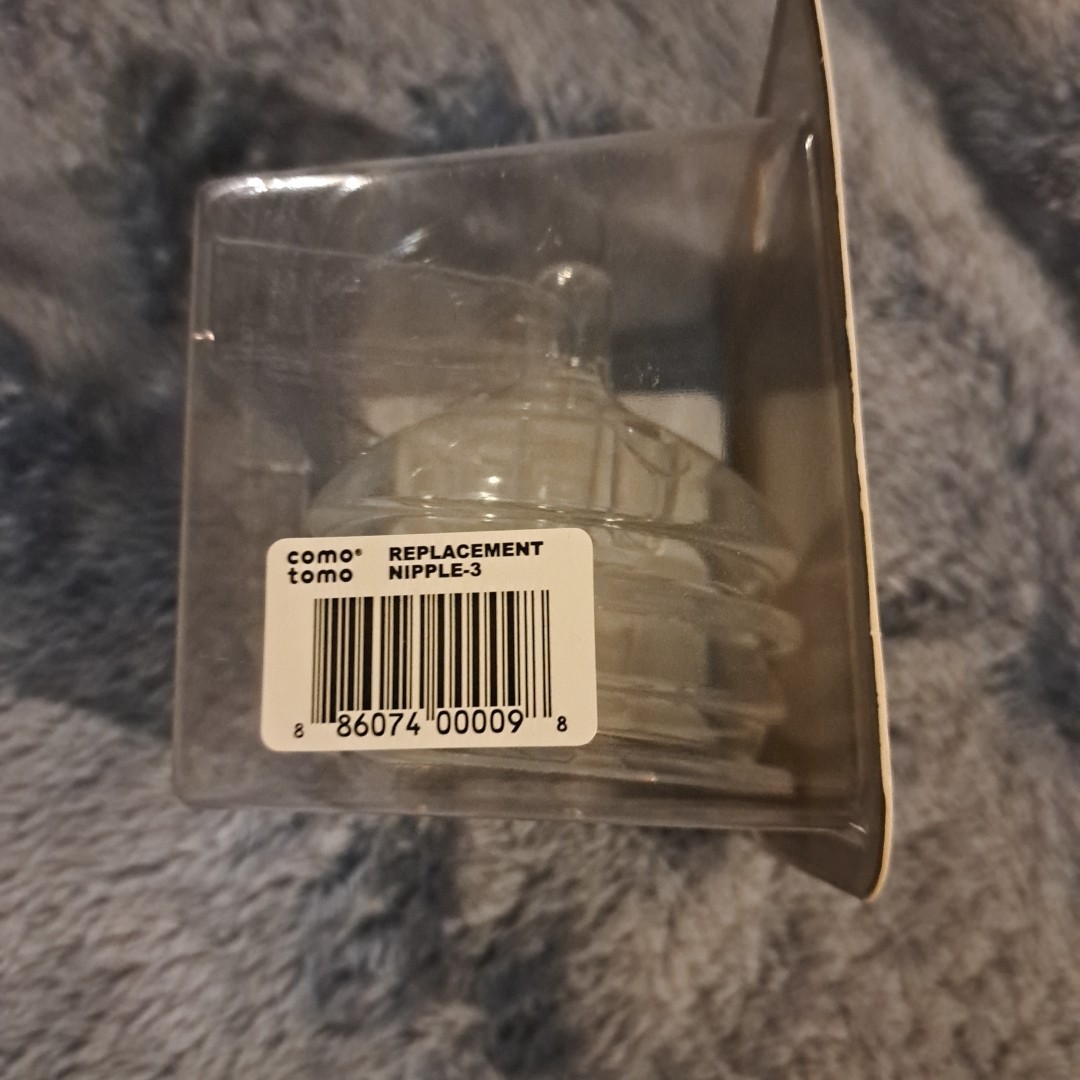 como®
tomo
REPLACEMENT
NIPPLE-3
8 86074 00009 8